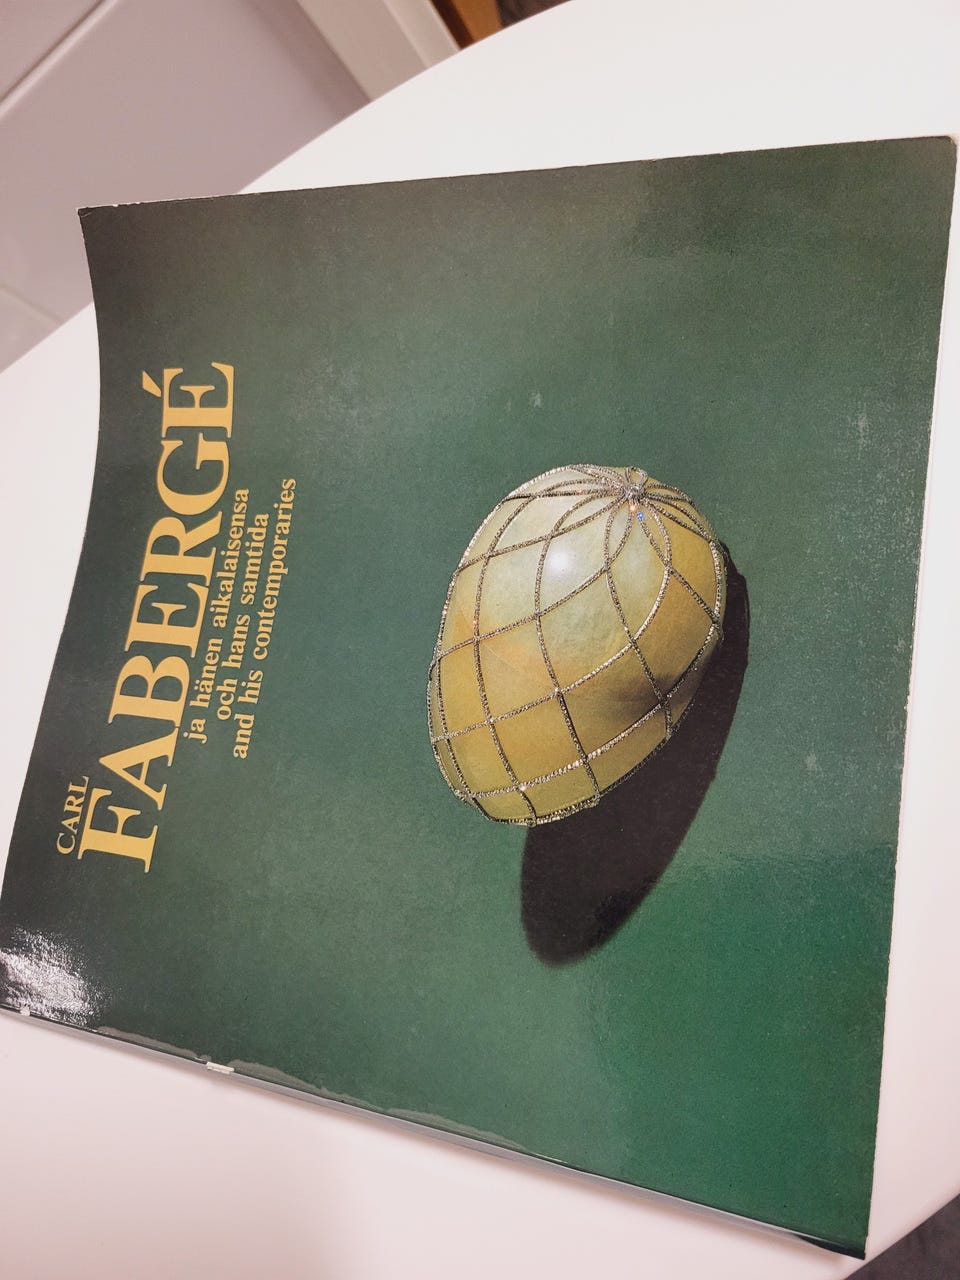 CARL
FABERGÉ
ja hänen aikalaisensa
och hans samtida
and his contemporaries